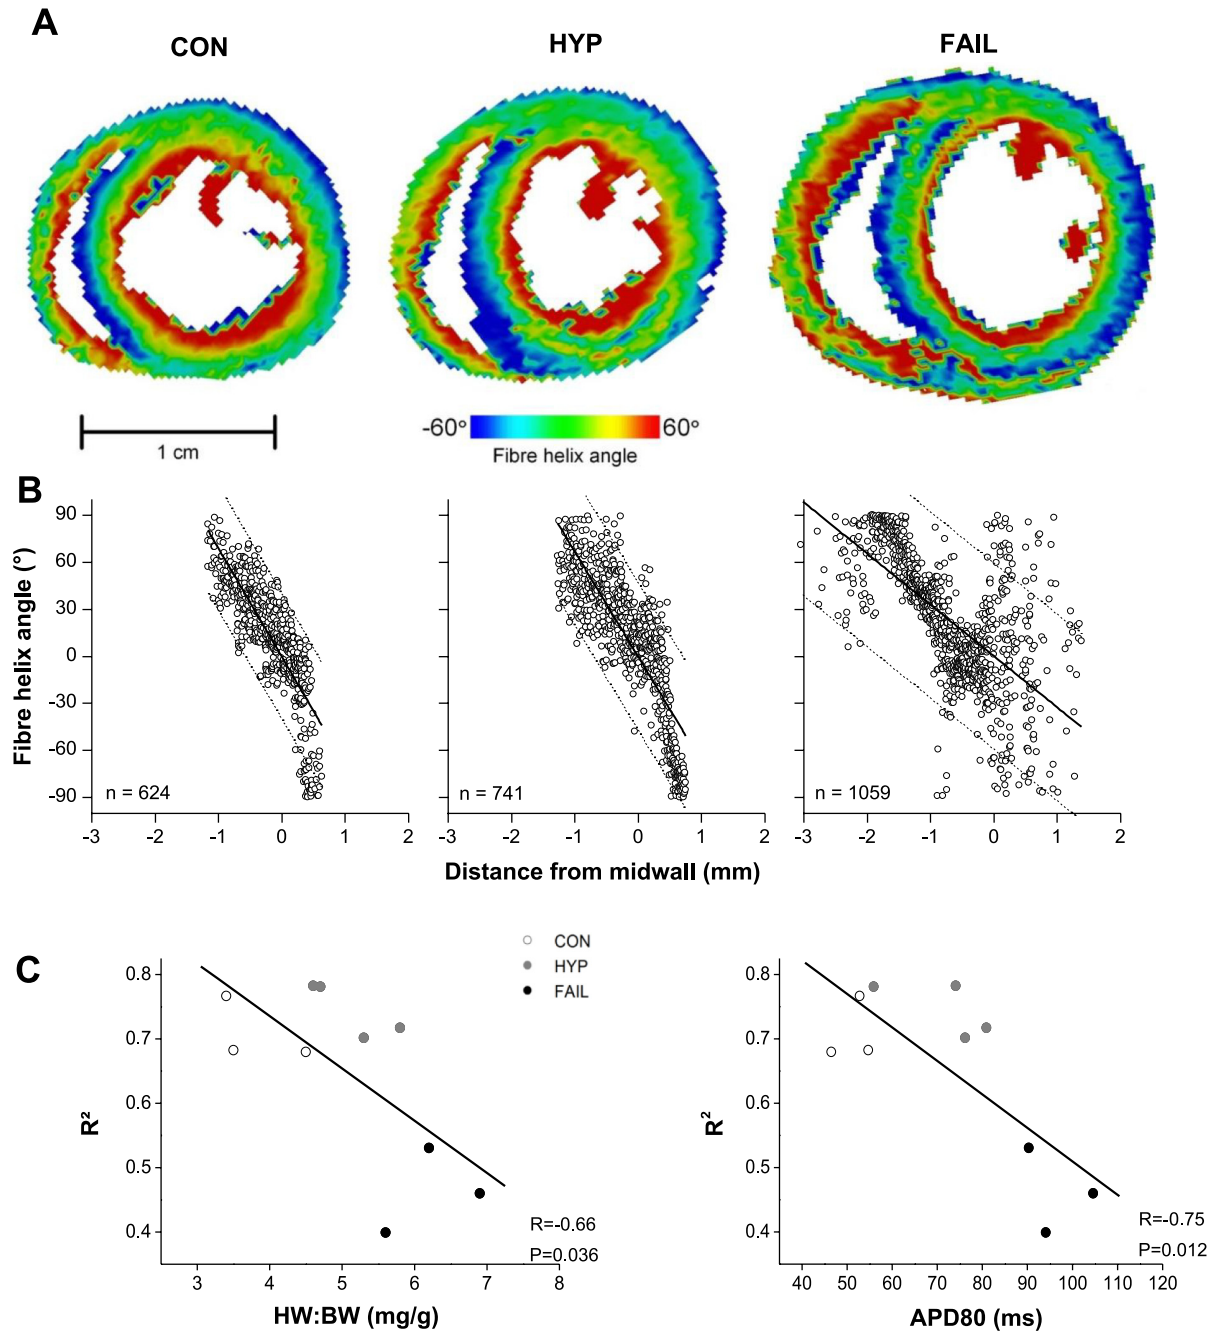 A
CON
HYP
FAIL
1 cm
-60°
60°
Fibre helix angle
B
Fibre helix angle (°)
90
60
30
0
-30
-60
-90
n = 624
n = 741
n = 1059
-3 -2 -1 0 1 2
-3 -2 -1 0 1 2
-3 -2 -1 0 1 2
Distance from midwall (mm)
C
CON
HYP
FAIL
R²
0.8
0.7
0.6
0.5
0.4
R=-0.66
P=0.036
3 4 5 6 7 8
HW:BW (mg/g)
R²
0.8
0.7
0.6
0.5
0.4
R=-0.75
P=0.012
40 50 60 70 80 90 100 110 120
APD80 (ms)